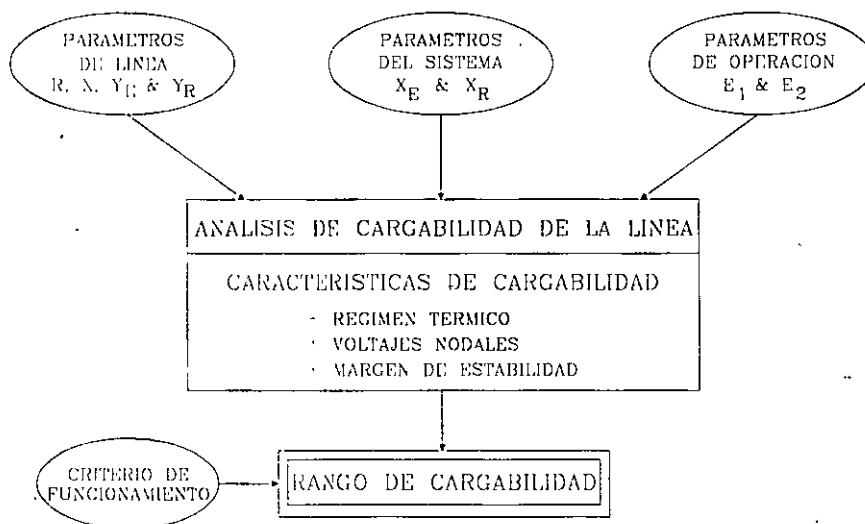 PARAMETROS
DE LINEA
R, X, Y_E & Y_R
PARAMETROS
DEL SISTEMA
X_E & X_R
PARAMETROS
DE OPERACION
E_1 & E_2
ANALISIS DE CARGABILIDAD DE LA LINEA
CARACTERISTICAS DE CARGABILIDAD
· REGIMEN TERMICO
· VOLTAJES NODALES
· MARGEN DE ESTABILIDAD
CRITERIO DE
FUNCIONAMIENTO
RANGO DE CARGABILIDAD